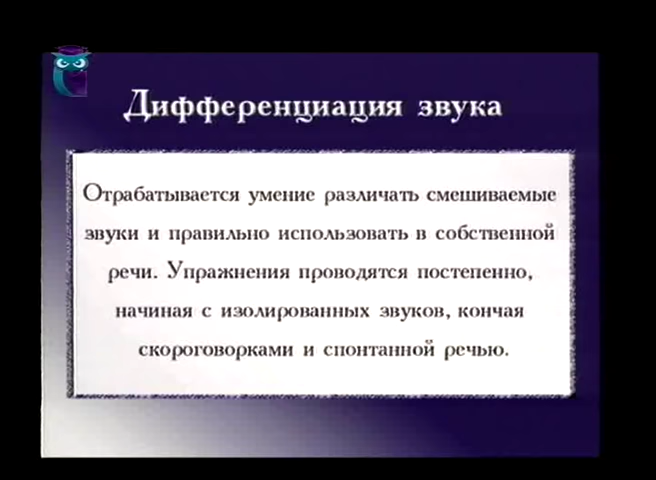 Дифференциация звука
Отрабатывается умение различать смешиваемые
звуки и правильно использовать в собственной
речи. Упражнения проводятся постепенно,
начиная с изолированных звуков, кончая
скороговорками и спонтанной речью.